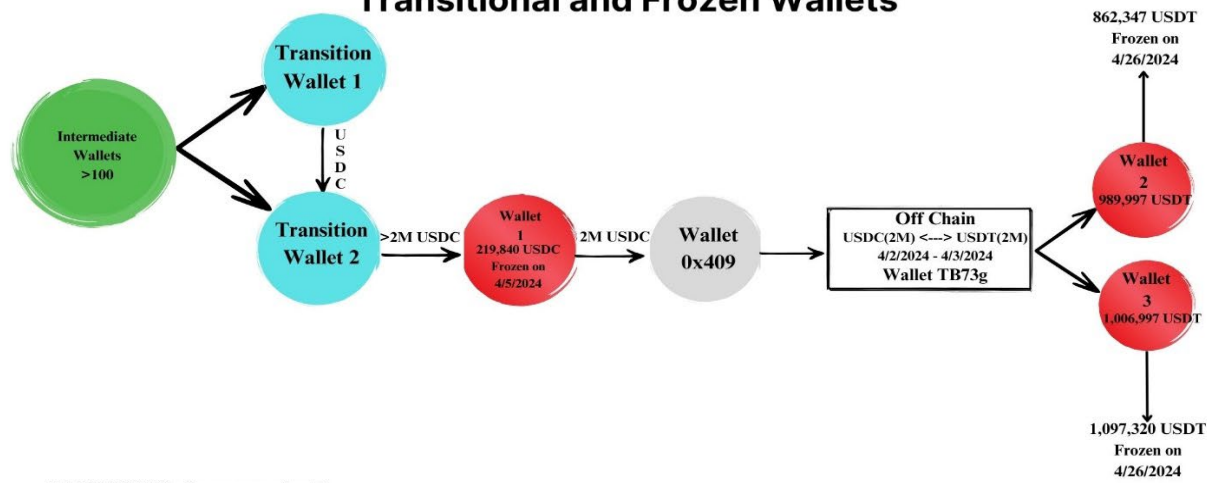 Transitional and Frozen Wallets
Intermediate
Wallets
>100
Transition
Wallet 1
U
S
D
C
Transition
Wallet 2
>2M USDC
Wallet
1
219,840 USDC
Frozen on
4/5/2024
2M USDC
Wallet
0x409
Off Chain
USDC(2M) <---> USDT(2M)
4/2/2024 - 4/3/2024
Wallet TB73g
862,347 USDT
Frozen on
4/26/2024
Wallet
2
989,997 USDT
Wallet
3
1,006,997 USDT
1,097,320 USDT
Frozen on
4/26/2024